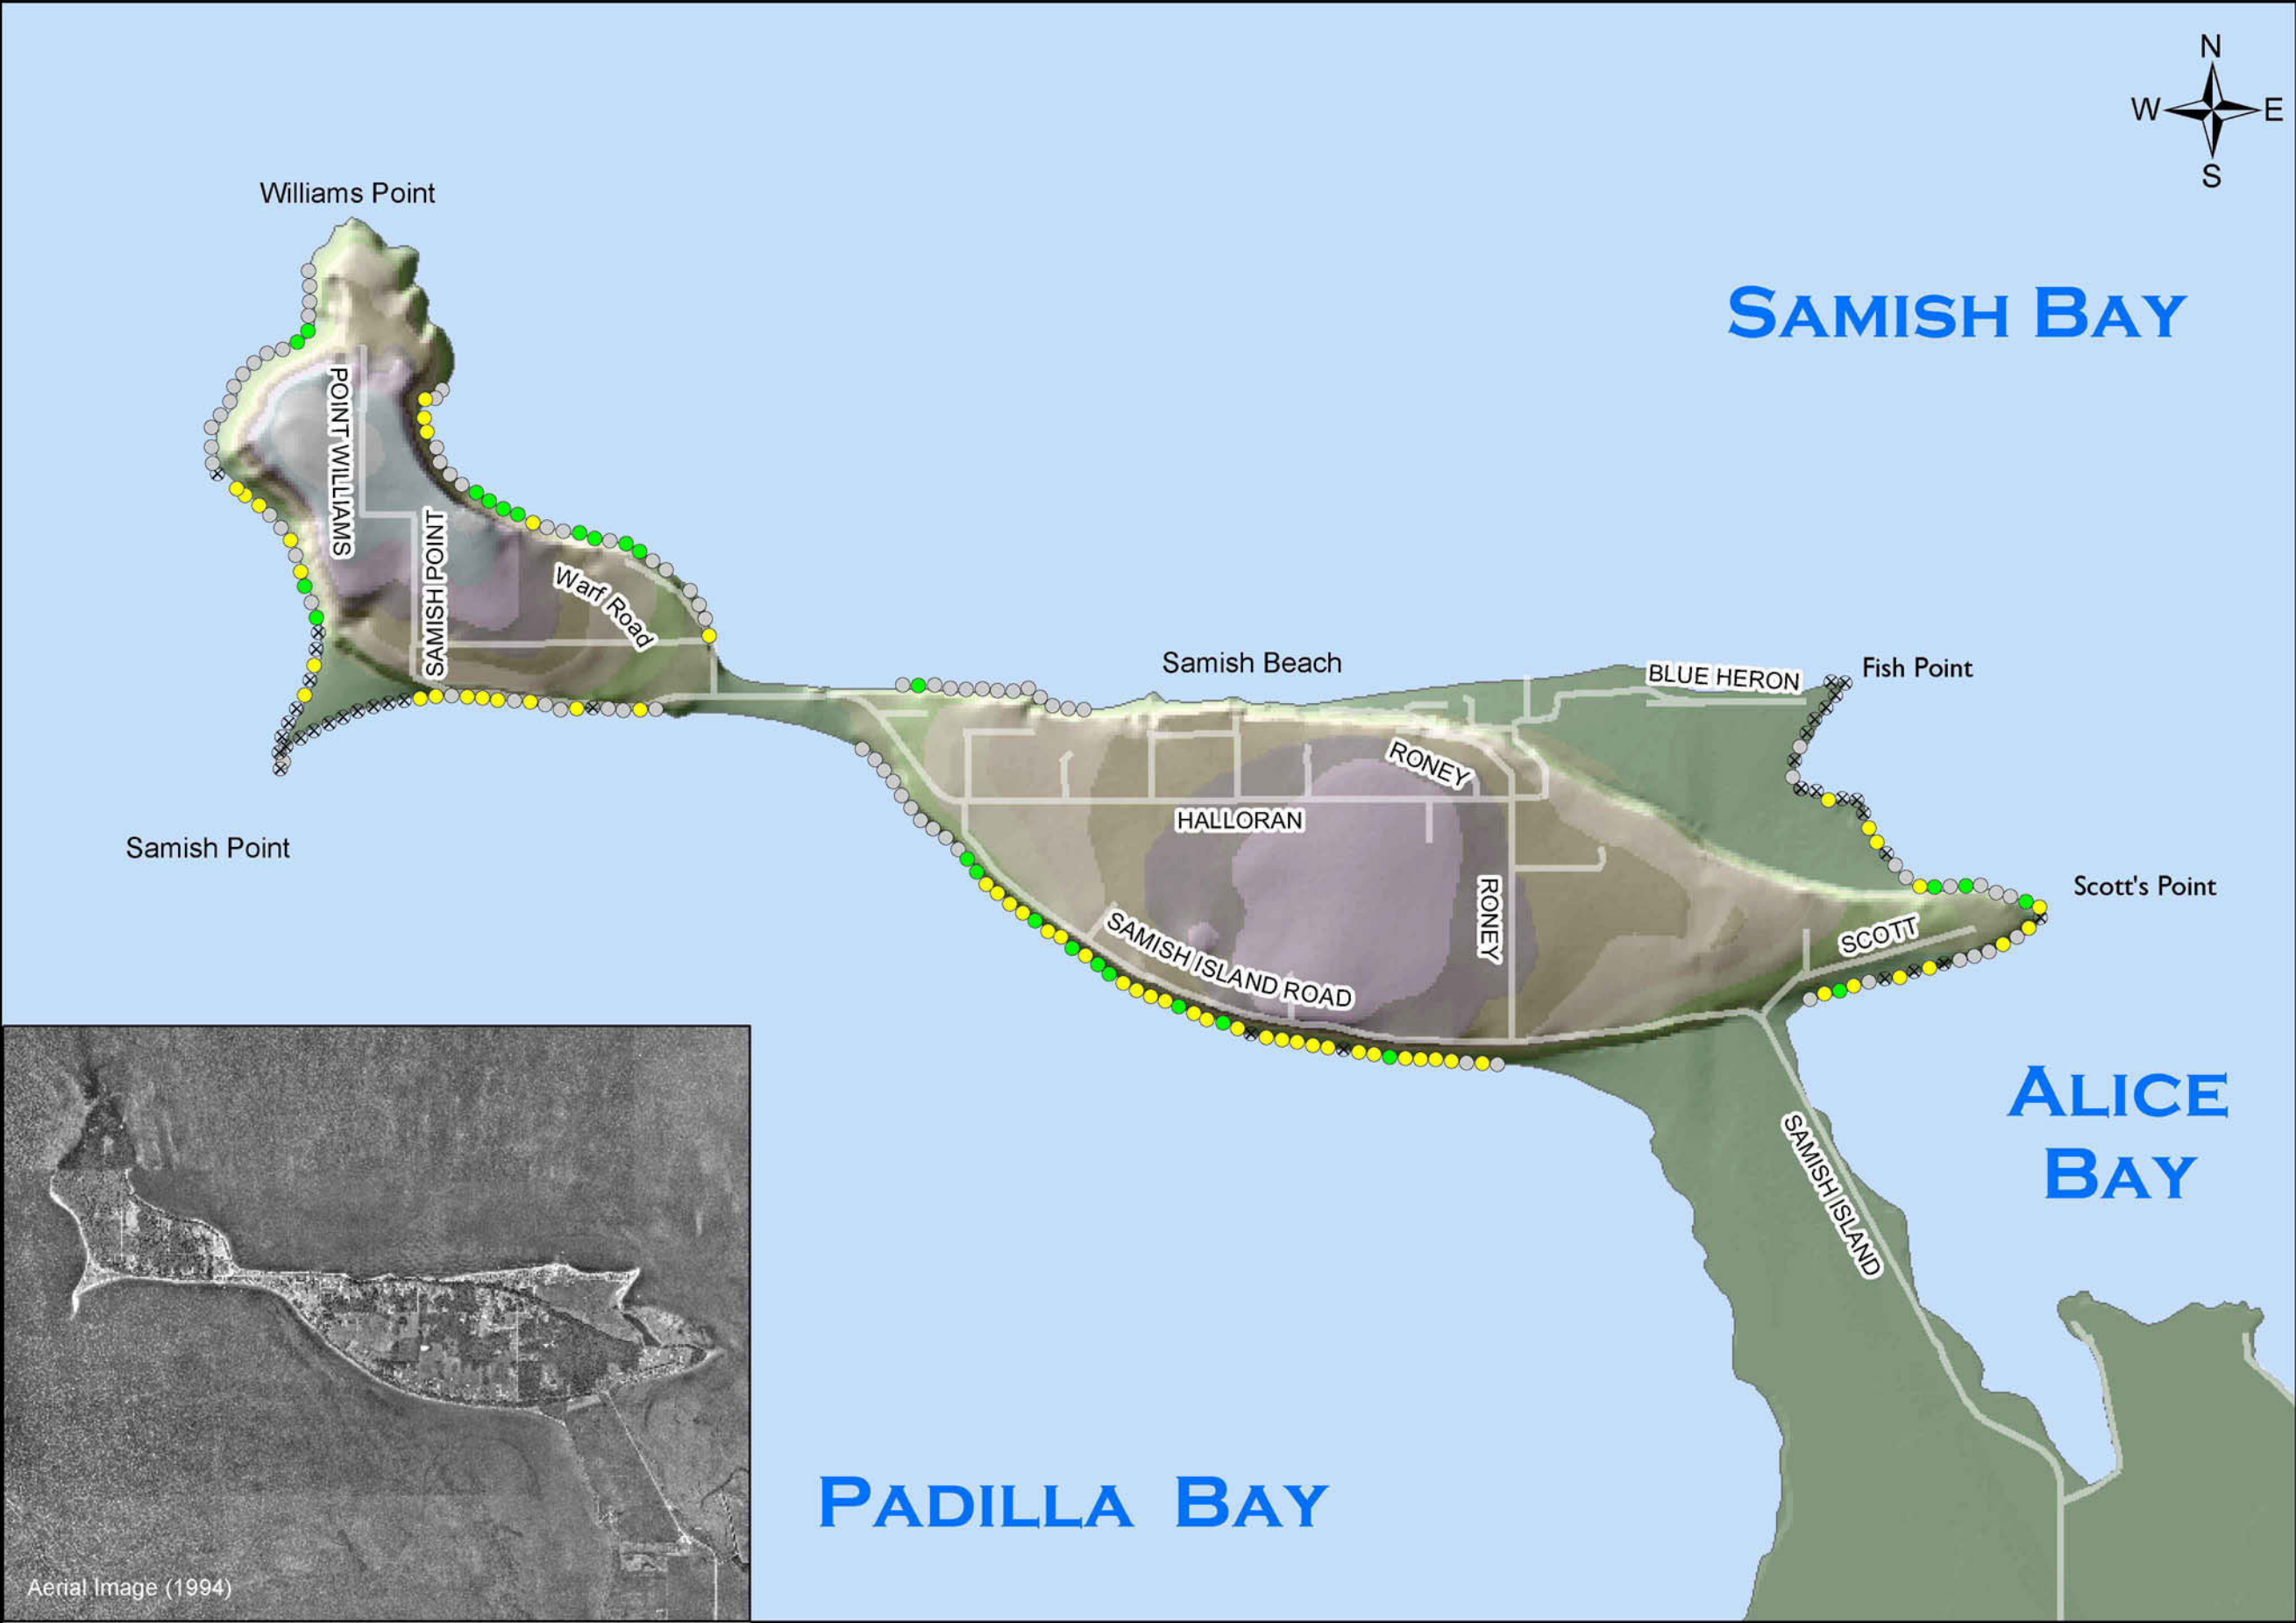 N
W E
S
Williams Point
SAMISH BAY
POINT WILLIAMS
SAMISH POINT
Warf Road
Samish Beach
BLUE HERON
Fish Point
RONEY
HALLORAN
Samish Point
RONEY
Scott's Point
SCOTT
SAMISH ISLAND ROAD
ALICE
BAY
SAMISH ISLAND
PADILLA BAY
Aerial Image (1994)